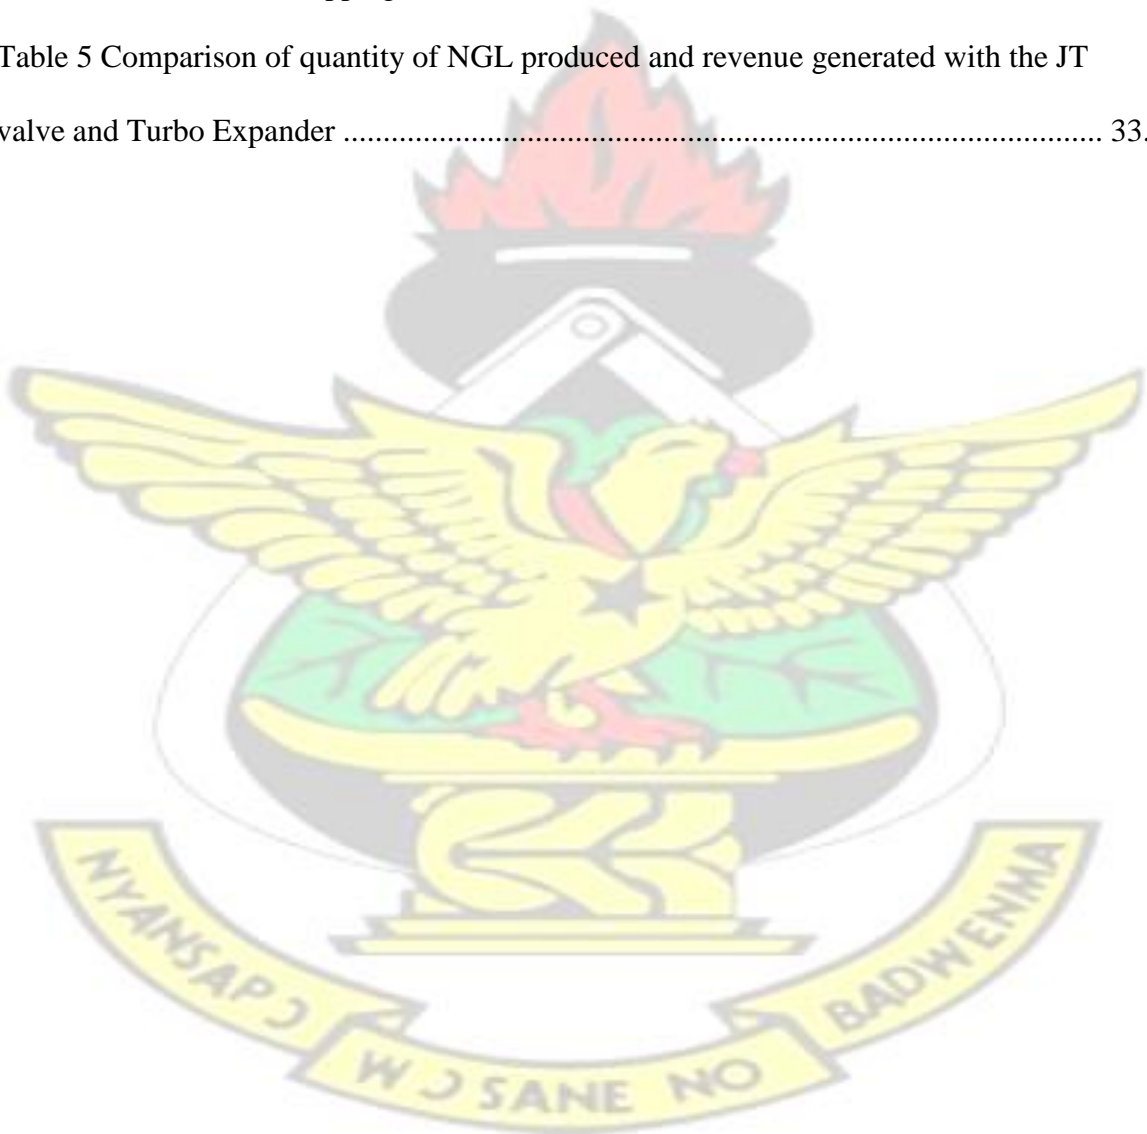 Table 5 Comparison of quantity of NGL produced and revenue generated with the JT
valve and Turbo Expander .................................................................................................... 33
NYANSAPƆ
WƆ SANE NO
BADWENMA